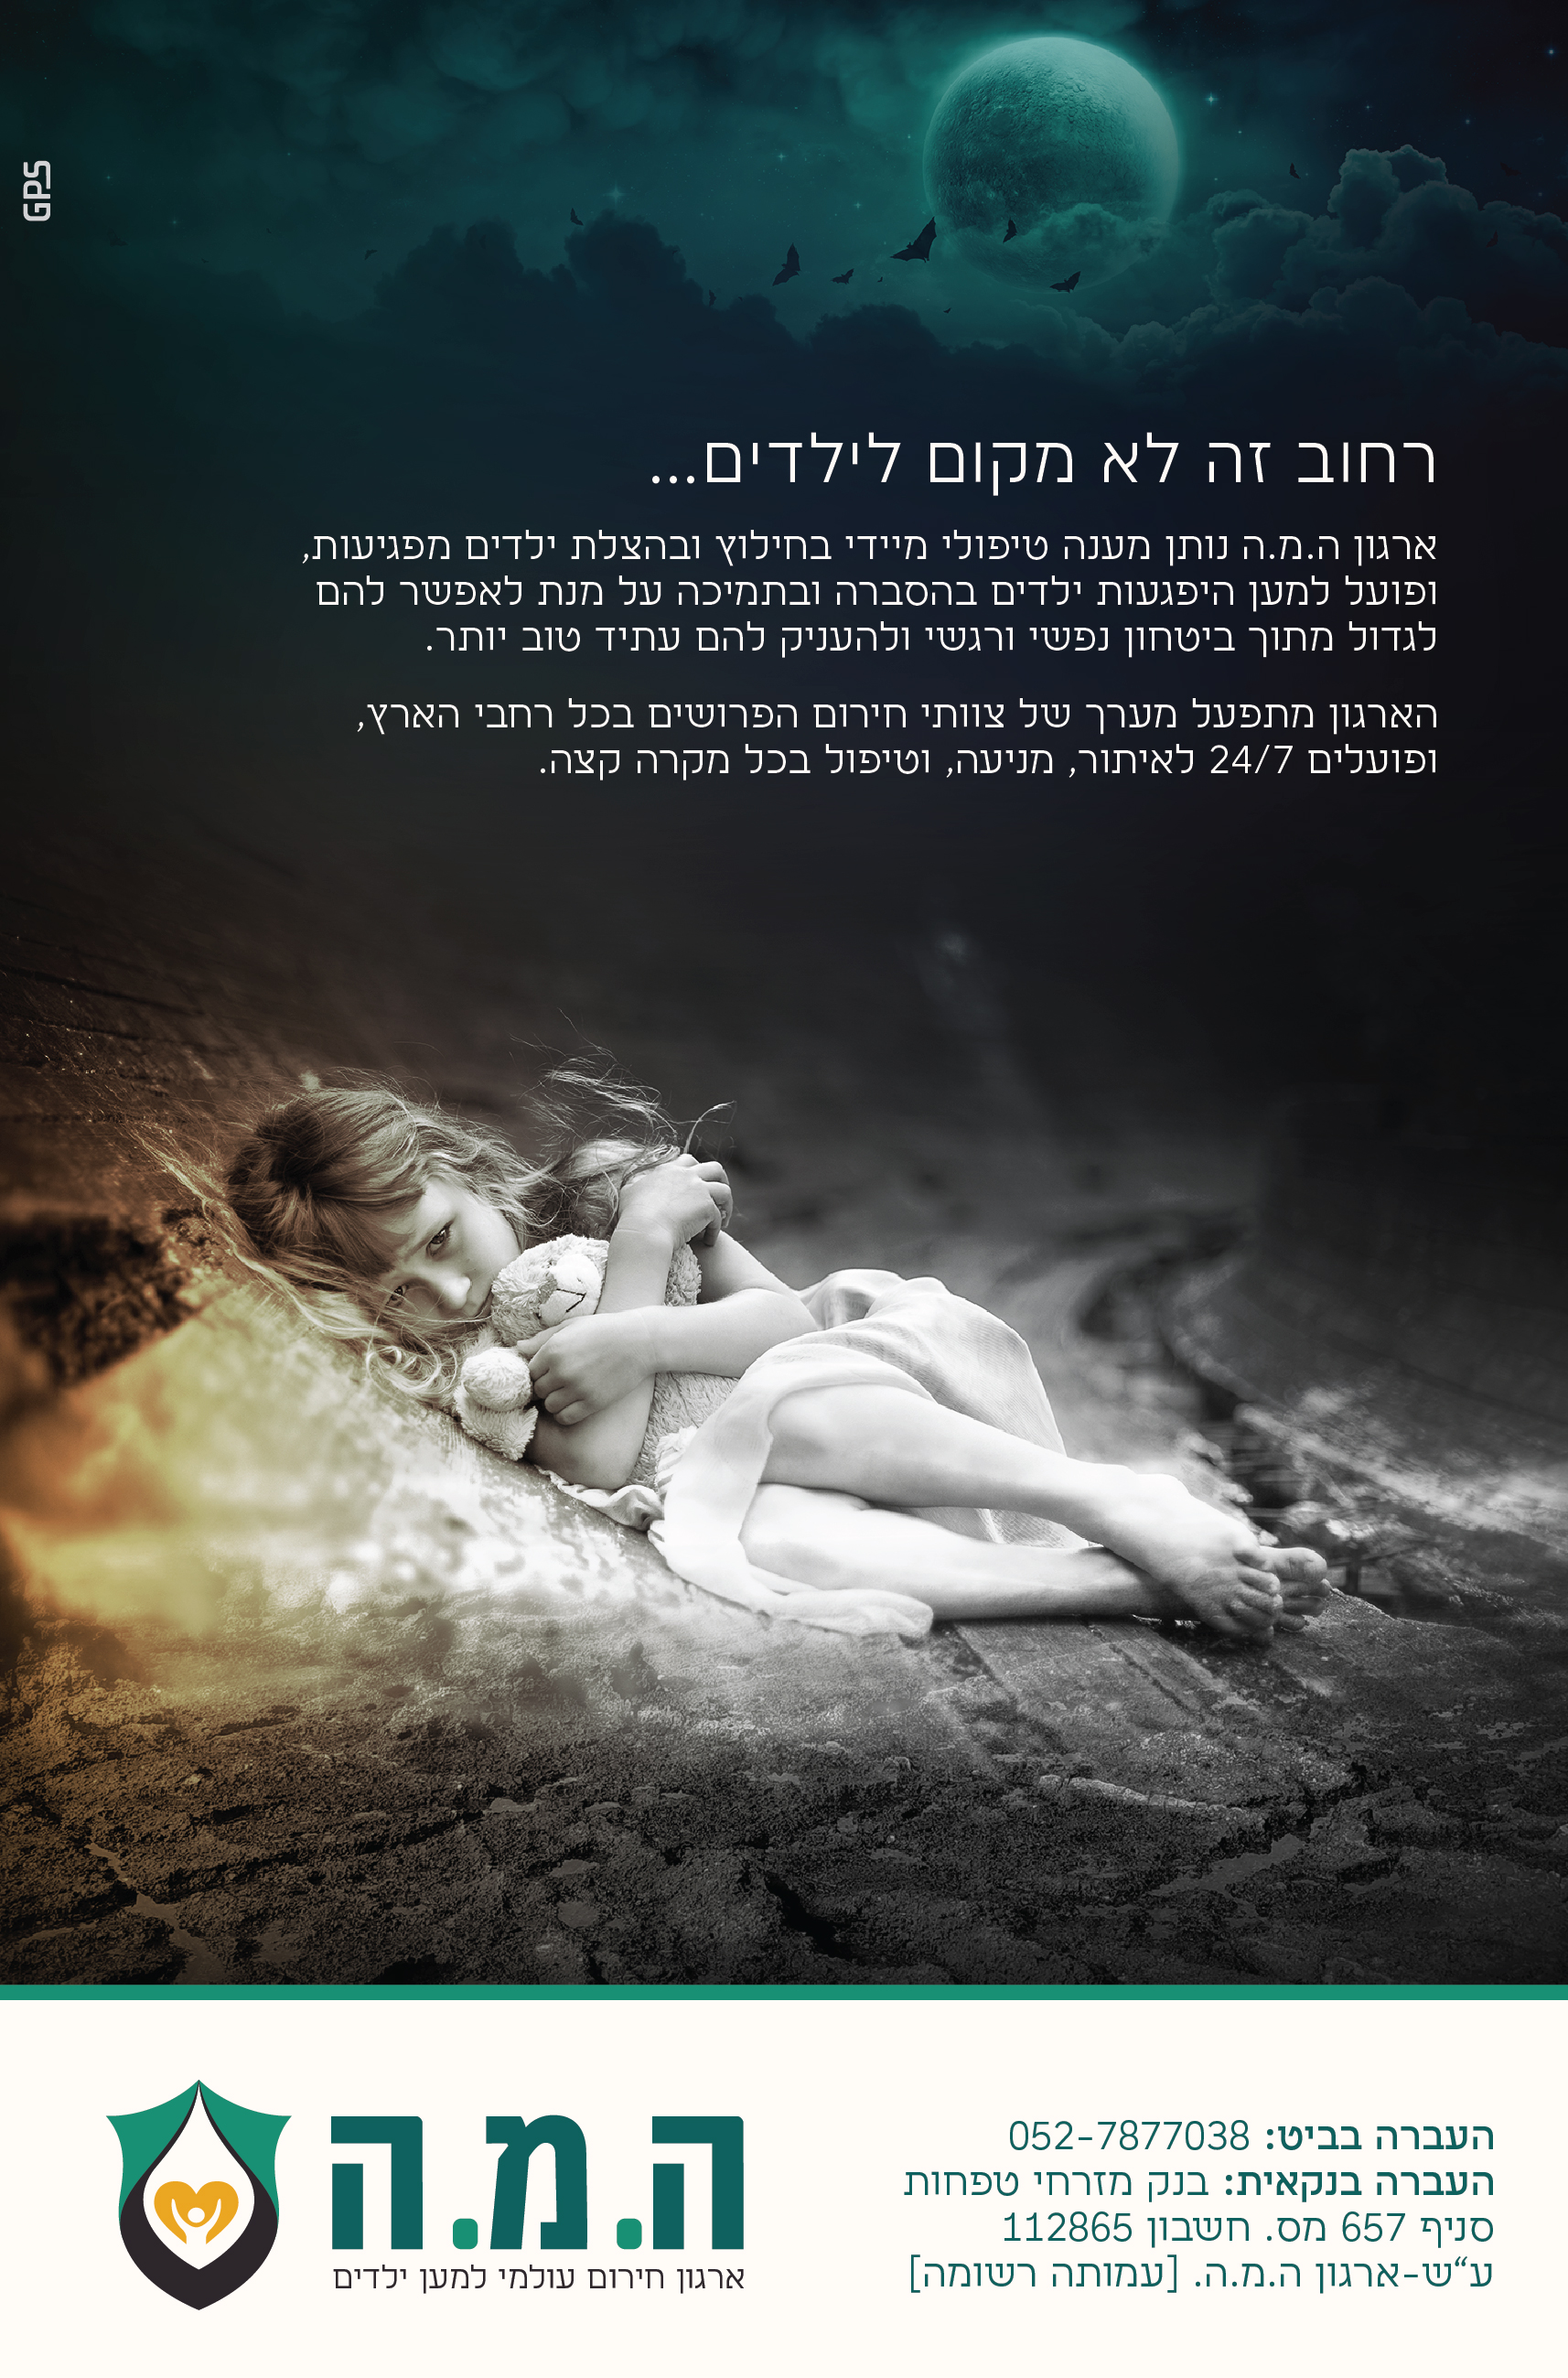 GPS
רחוב זה לא מקום לילדים...
ארגון ה.מ.ה נותן מענה טיפולי מיידי בחילוץ ובהצלת ילדים מפגיעות,
ופועל למען היפגעות ילדים בהסברה ובתמיכה על מנת לאפשר להם
לגדול מתוך ביטחון נפשי ורגשי ולהעניק להם עתיד טוב יותר.
הארגון מתפעל מערך של צוותי חירום הפרושים בכל רחבי הארץ,
ופועלים 24/7 לאיתור, מניעה, וטיפול בכל מקרה קצה.
העברה בביט: 052-7877038
העברה בנקאית: בנק מזרחי טפחות
סניף 657 מס. חשבון 112865
ע“ש-ארגון ה.מ.ה. [עמותה רשומה]
ה.מ.ה
ארגון חירום עולמי למען ילדים